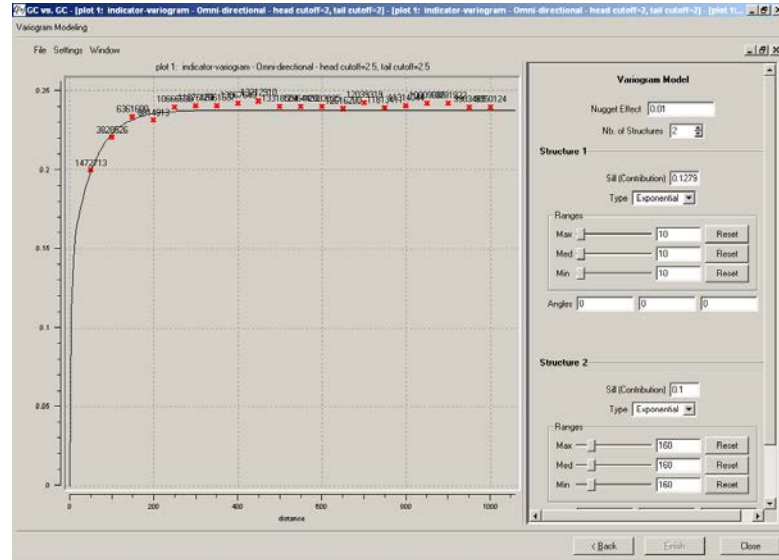 GC vs. GC - [plot 1: indicator-variogram - Omni-directional - head cutoff=2, tail cutoff=2] - [plot 1: indicator-variogram - Omni-directional - head cutoff=2, tail cutoff=2] - [plot 1:
Variogram Modeling
File Settings Window
plot 1: indicator-variogram - Omni-directional - head cutoff=2.5, tail cutoff=2.5
0.25
0.2
0.15
0.1
0.05
0
1472713
3820826
6361600
0 200 400 600 800 1000
distance
Variogram Model
Nugget Effect 0.01
Nb. of Structures 2
Structure 1
Sill (Contribution) 0.1279
Type Exponential
Ranges
Max 10 Reset
Med 10 Reset
Min 10 Reset
Angles 0 0 0
Structure 2
Sill (Contribution) 0.1
Type Exponential
Ranges
Max 160 Reset
Med 160 Reset
Min 160 Reset
< Back Finish Close